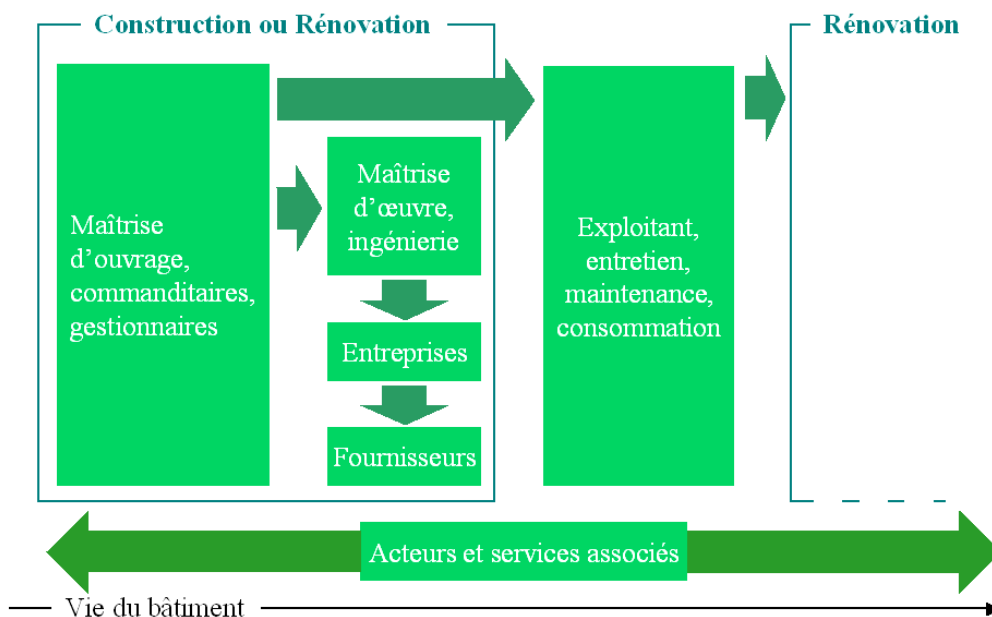 Construction ou Rénovation
Rénovation
Maîtrise
d'ouvrage,
commanditaires,
gestionnaires
Maîtrise
d'œuvre,
ingénierie
Entreprises
Fournisseurs
Exploitant,
entretien,
maintenance,
consommation
Acteurs et services associés
Vie du bâtiment